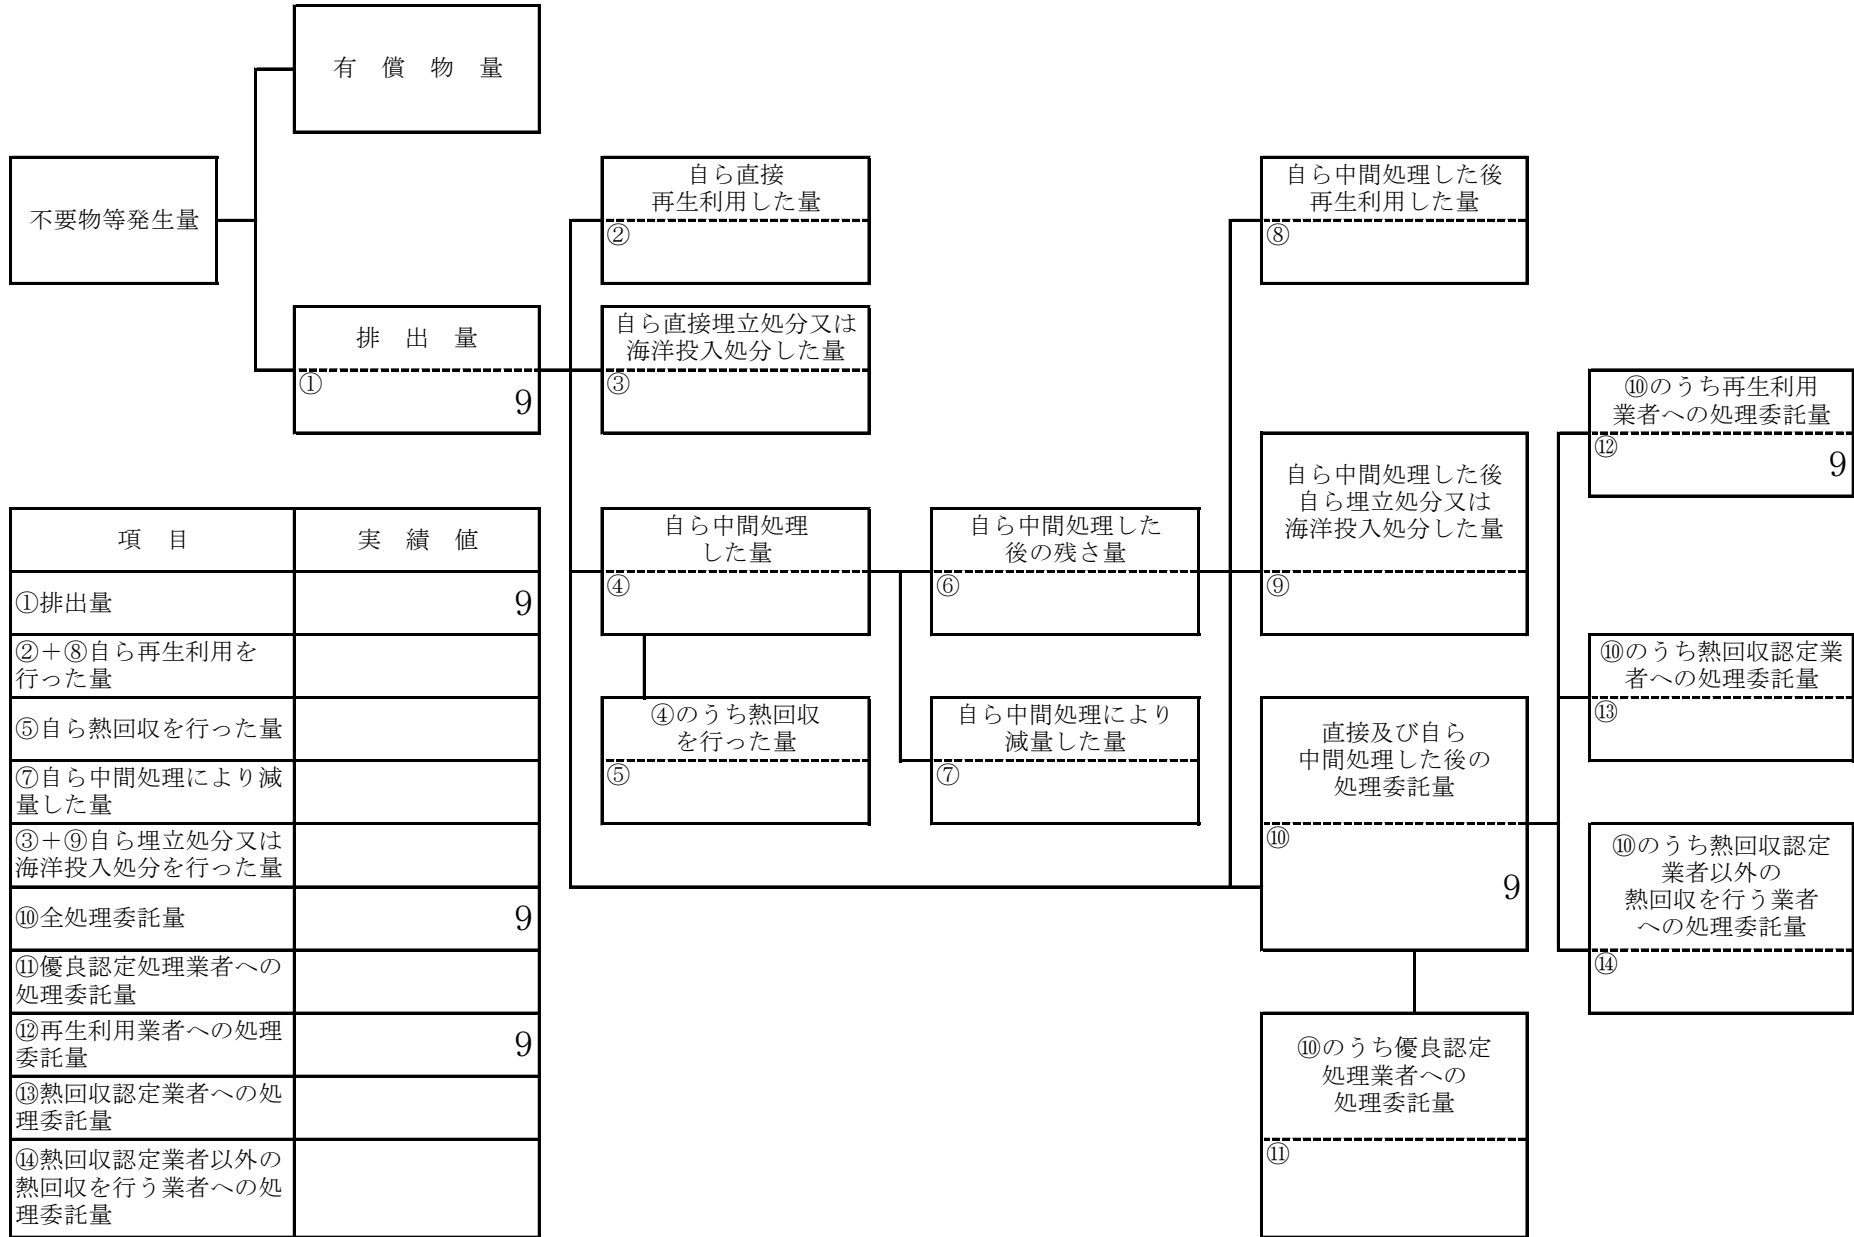 有　償　物　量
不要物等発生量
排　出　量
①
9
自ら直接
再生利用した量
②
自ら直接埋立処分又は
海洋投入処分した量
③
自ら中間処理
した量
④
④のうち熱回収
を行った量
⑤
自ら中間処理した
後の残さ量
⑥
自ら中間処理により
減量した量
⑦
自ら中間処理した後
再生利用した量
⑧
自ら中間処理した後
自ら埋立処分又は
海洋投入処分した量
⑨
直接及び自ら
中間処理した後の
処理委託量
⑩
9
⑩のうち優良認定
処理業者への
処理委託量
⑪
⑩のうち再生利用
業者への処理委託量
⑫
9
⑩のうち熱回収認定業
者への処理委託量
⑬
⑩のうち熱回収認定
業者以外の
熱回収を行う業者
への処理委託量
⑭
項　目
実　績　値
①排出量
9
②＋⑧自ら再生利用を
行った量
⑤自ら熱回収を行った量
⑦自ら中間処理により減
量した量
③＋⑨自ら埋立処分又は
海洋投入処分を行った量
⑩全処理委託量
9
⑪優良認定処理業者への
処理委託量
⑫再生利用業者への処理
委託量
9
⑬熱回収認定業者への処
理委託量
⑭熱回収認定業者以外の
熱回収を行う業者への処
理委託量